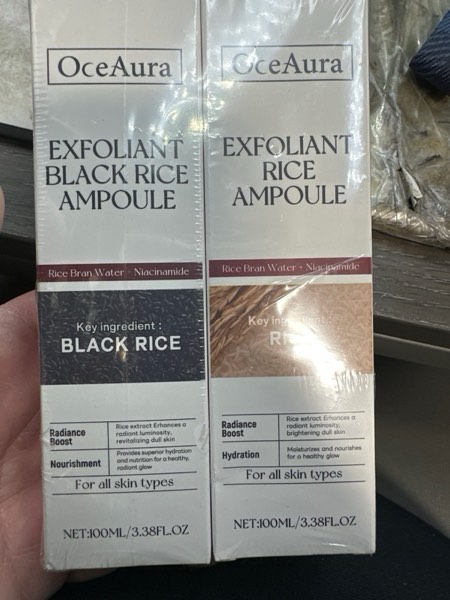 OceAura
EXFOLIANT
BLACK RICE
AMPOULE
Rice Bran Water + Niacinamide
Key ingredient :
BLACK RICE
Radiance
Boost
Rice extract Enhances a
radiant luminosity,
revitalizing dull skin
Nourishment
Provides superior hydration
and nutrition for a healthy,
radiant glow
For all skin types
NET:100ML/3.38FL.OZ
OceAura
EXFOLIANT
RICE
AMPOULE
Rice Bran Water + Niacinamide
Key
Radiance
Boost
Rice extract Enhances a
radiant luminosity,
brightening dull skin
Hydration
Moisturizes and nourishes
for a healthy glow
For all skin types
NET:100ML/3.38FL.OZ